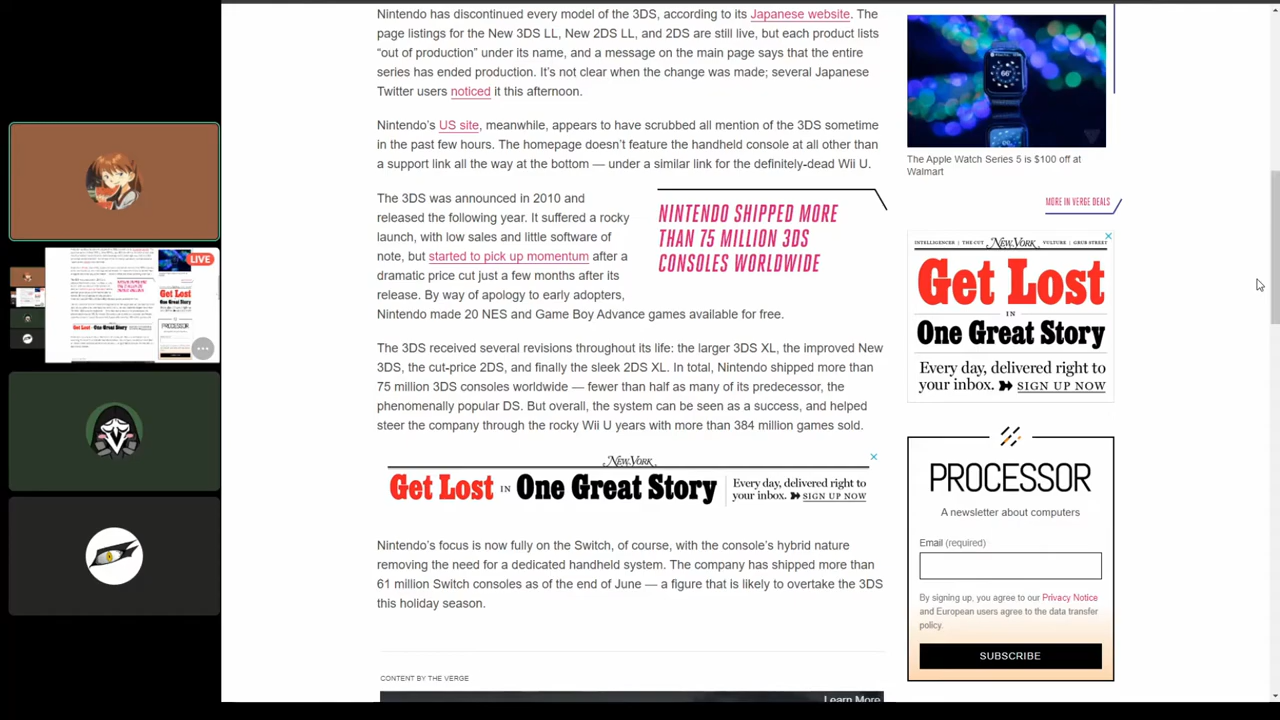 Nintendo has discontinued every model of the 3DS, according to its Japanese website. The
page listings for the New 3DS LL, New 2DS LL, and 2DS are still live, but each product lists
“out of production” under its name, and a message on the main page says that the entire
series has ended production. It’s not clear when the change was made; several Japanese
Twitter users noticed it this afternoon.
Nintendo’s US site, meanwhile, appears to have scrubbed all mention of the 3DS sometime
in the past few hours. The homepage doesn’t feature the handheld console at all other than
a support link all the way at the bottom — under a similar link for the definitely-dead Wii U.
The 3DS was announced in 2010 and
released the following year. It suffered a rocky
launch, with low sales and little software of
note, but started to pick up momentum after a
dramatic price cut just a few months after its
release. By way of apology to early adopters,
Nintendo made 20 NES and Game Boy Advance games available for free.
NINTENDO SHIPPED MORE
THAN 75 MILLION 3DS
CONSOLES WORLDWIDE
The 3DS received several revisions throughout its life: the larger 3DS XL, the improved New
3DS, the cut-price 2DS, and finally the sleek 2DS XL. In total, Nintendo shipped more than
75 million 3DS consoles worldwide — fewer than half as many of its predecessor, the
phenomenally popular DS. But overall, the system can be seen as a success, and helped
steer the company through the rocky Wii U years with more than 384 million games sold.
NEW YORK
Get Lost IN One Great Story
Every day, delivered right to
your inbox. SIGN UP NOW
Nintendo’s focus is now fully on the Switch, of course, with the console’s hybrid nature
removing the need for a dedicated handheld system. The company has shipped more than
61 million Switch consoles as of the end of June — a figure that is likely to overtake the 3DS
this holiday season.
CONTENT BY THE VERGE
Learn More
The Apple Watch Series 5 is $100 off at
Walmart
MORE IN VERGE DEALS
INTELLIGENCER | THE CUT NEW YORK VULTURE | GRUB STREET
Get Lost
IN
One Great Story
Every day, delivered right to
your inbox. SIGN UP NOW
PROCESSOR
A newsletter about computers
Email (required)
By signing up, you agree to our Privacy Notice
and European users agree to the data transfer
policy.
SUBSCRIBE
LIVE